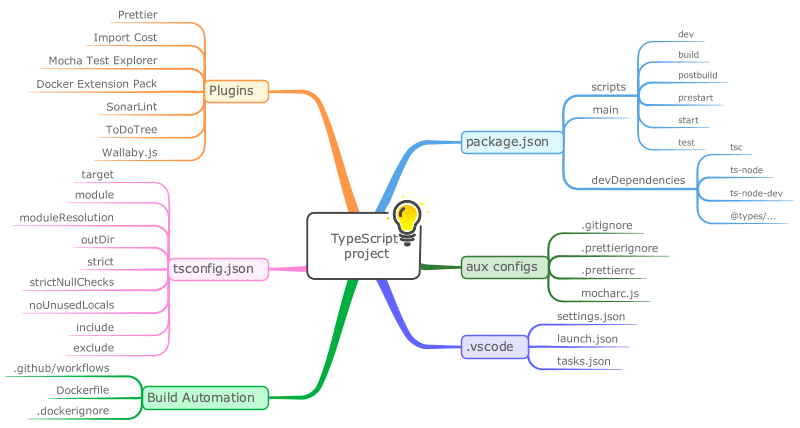 TypeScript
project
Plugins
Prettier
Import Cost
Mocha Test Explorer
Docker Extension Pack
SonarLint
ToDoTree
Wallaby.js
tsconfig.json
target
module
moduleResolution
outDir
strict
strictNullChecks
noUnusedLocals
include
exclude
Build Automation
.github/workflows
Dockerfile
.dockerignore
package.json
scripts
dev
build
postbuild
prestart
start
test
main
devDependencies
tsc
ts-node
ts-node-dev
@types/...
aux configs
.gitignore
.prettierignore
.prettierrc
mocharc.js
.vscode
settings.json
launch.json
tasks.json